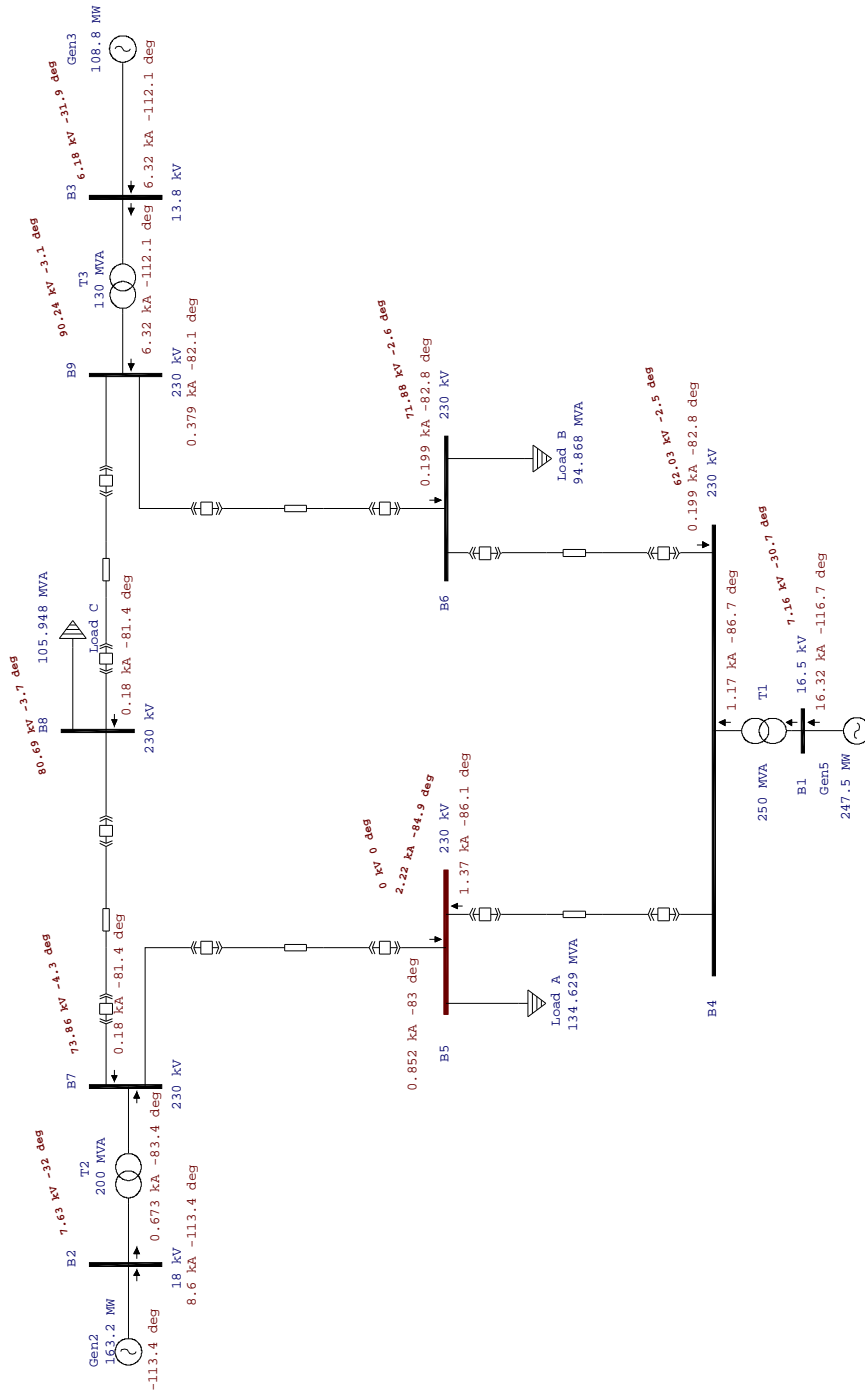 Gen2
163.2 MW
-113.4 deg
B2
7.63 kV -32 deg
18 kV
8.6 kA -113.4 deg
T2
200 MVA
0.673 kA -83.4 deg
B7
73.86 kV -4.3 deg
230 kV
0.18 kA -81.4 deg
B8
80.69 kV -3.7 deg
230 kV
105.948 MVA
Load C
0.18 kA -81.4 deg
B9
90.24 kV -3.1 deg
230 kV
0.379 kA -82.1 deg
T3
130 MVA
6.32 kA -112.1 deg
B3
6.18 kV -31.9 deg
13.8 kV
6.32 kA -112.1 deg
Gen3
108.8 MW
B5
0.852 kA -83 deg
0 kV 0 deg
2.22 kA -84.9 deg
230 kV
1.37 kA -86.1 deg
Load A
134.629 MVA
B6
71.88 kV -2.6 deg
0.199 kA -82.8 deg
230 kV
Load B
94.868 MVA
B4
62.03 kV -2.5 deg
0.199 kA -82.8 deg
230 kV
1.17 kA -86.7 deg
250 MVA
T1
7.16 kV -30.7 deg
B1
16.5 kV
16.32 kA -116.7 deg
Gen5
247.5 MW